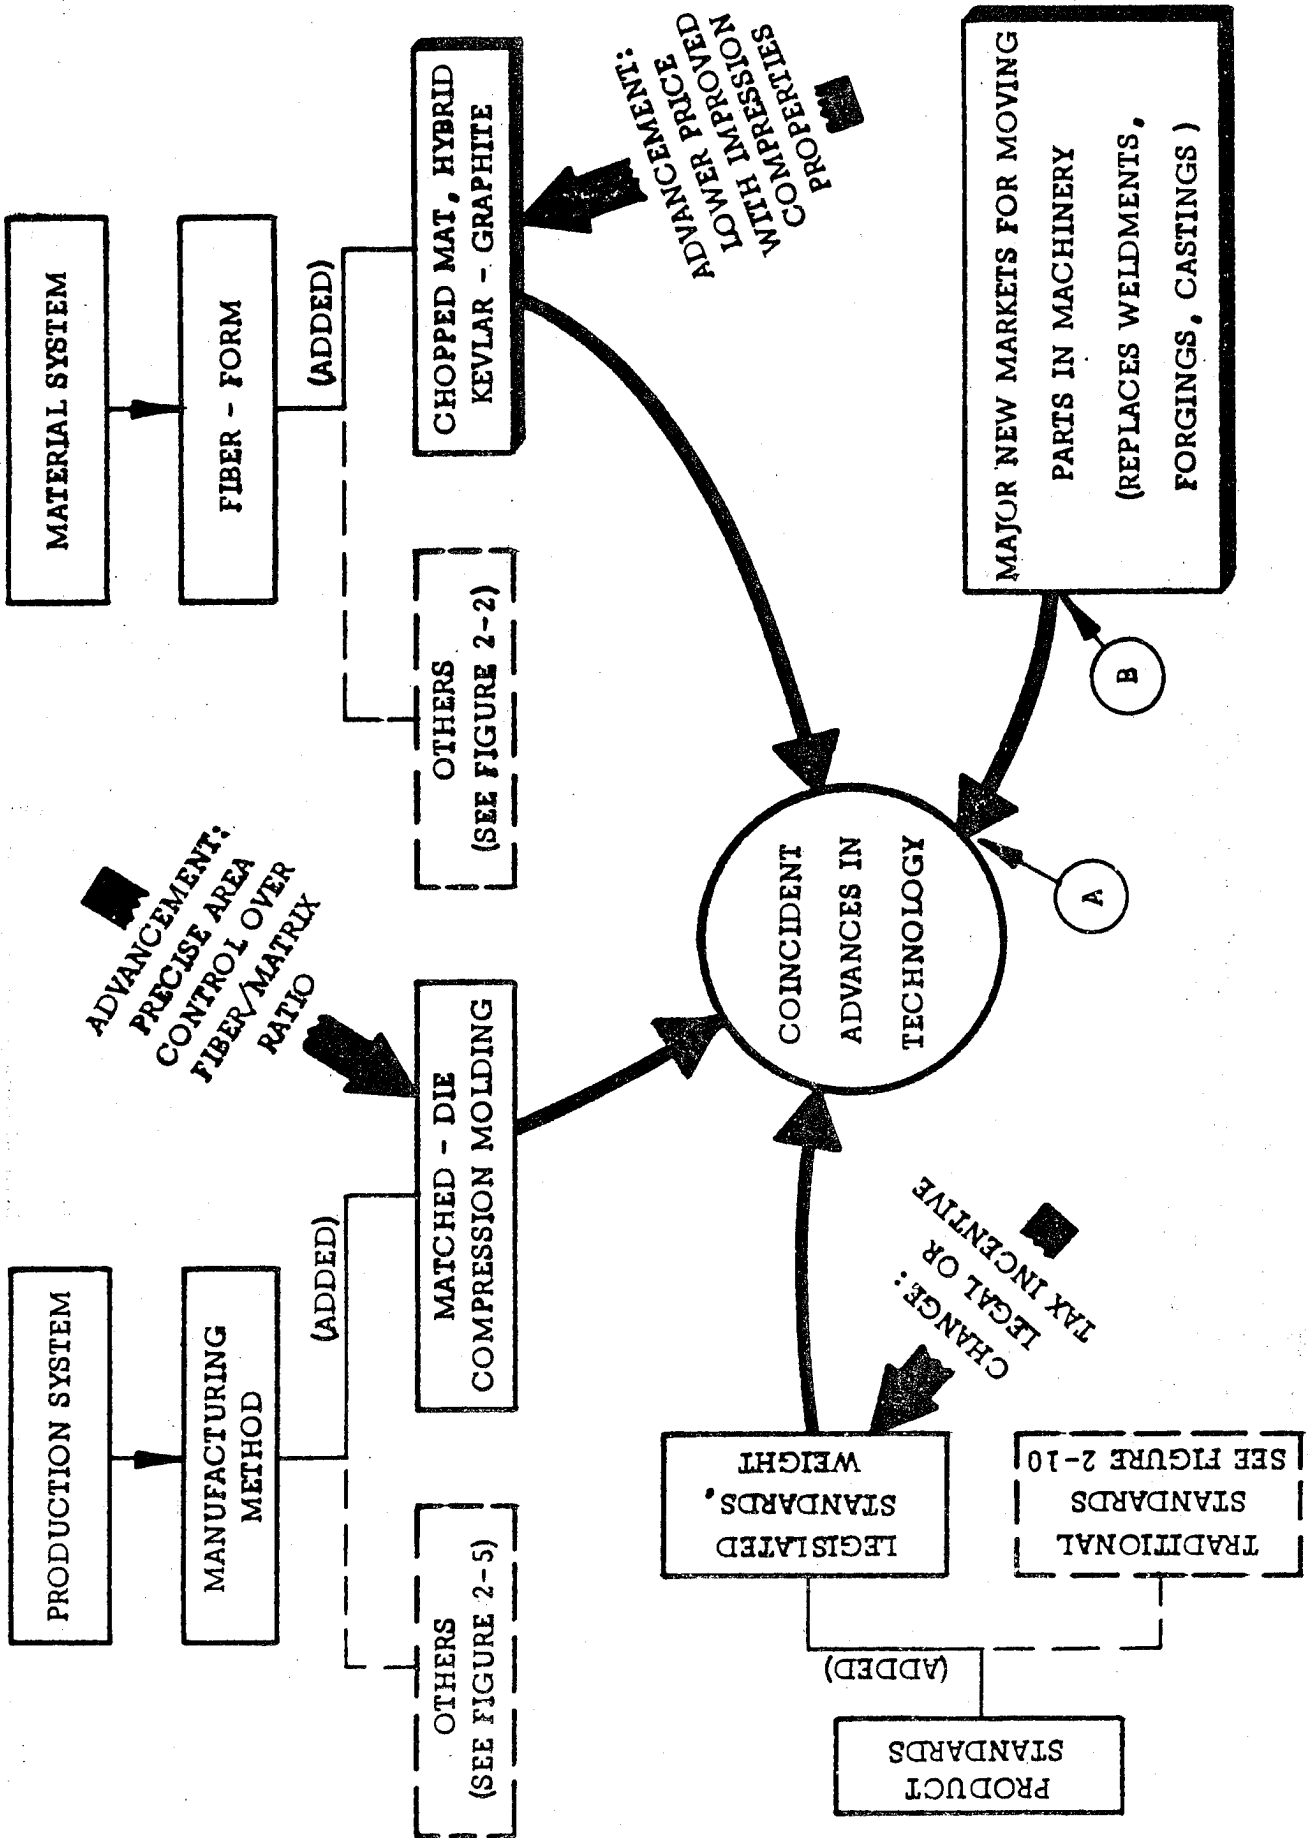 PRODUCTION SYSTEM
MANUFACTURING
METHOD
(ADDED)
OTHERS
(SEE FIGURE 2-5)
MATCHED - DIE
COMPRESSION MOLDING
ADVANCEMENT:
PRECISE AREA
CONTROL OVER
FIBER/MATRIX
RATIO
MATERIAL SYSTEM
FIBER - FORM
(ADDED)
OTHERS
(SEE FIGURE 2-2)
CHOPPED MAT, HYBRID
KEVLAR - GRAPHITE
ADVANCEMENT:
LOWER PRICE
WITH IMPROVED
COMPRESSION
PROPERTIES
COINCIDENT
ADVANCES IN
TECHNOLOGY
PRODUCT
STANDARDS
(ADDED)
LEGISLATED
STANDARDS,
WEIGHT
TRADITIONAL
STANDARDS
SEE FIGURE 2-10
CHANGE:
LEGAL OR
TAX INCENTIVE
A
B
MAJOR NEW MARKETS FOR MOVING
PARTS IN MACHINERY
(REPLACES WELDMENTS,
FORGINGS, CASTINGS )